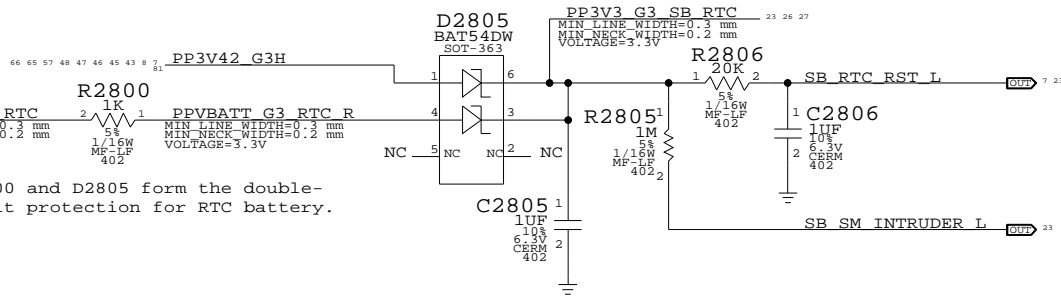 PP3V3_G3_SB_RTC 23 26 27
MIN_LINE_WIDTH=0.3 mm
MIN_NECK_WIDTH=0.2 mm
VOLTAGE=3.3V
D2805
BAT54DW
SOT-363
66 65 57 48 47 46 45 43 8 7
81
PP3V42_G3H
1
6
R2806
20K
1
2
5%
1/16W
MF-LF
402
SB_RTC_RST_L
OUT
R2800
1K
2
1
5%
1/16W
MF-LF
402
RTC
0.3 mm
0.2 mm
PPVBATT_G3_RTC_R
MIN_LINE_WIDTH=0.3 mm
MIN_NECK_WIDTH=0.2 mm
VOLTAGE=3.3V
4
3
NC
5
NC
NC
2
NC
R2805
1
1M
5%
1/16W
MF-LF
402
2
C2806
1
1UF
10%
6.3V
CERM
402
2
00 and D2805 form the double-
t protection for RTC battery.
C2805
1
1UF
10%
6.3V
CERM
402
2
SB_SM_INTRUDER_L
OUT
23